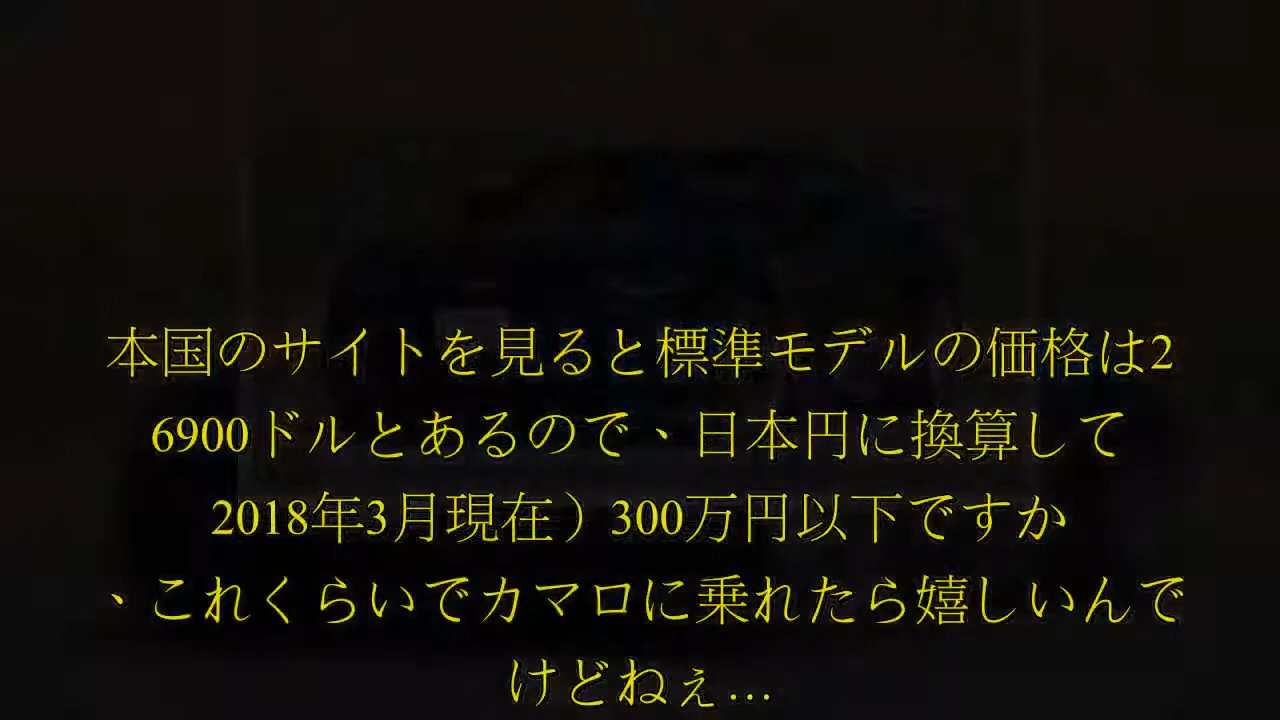 本国のサイトを見ると標準モデルの価格は2
6900ドルとあるので、日本円に換算して
2018年3月現在）300万円以下ですか
、これくらいでカマロに乗れたら嬉しいんで
けどねぇ…